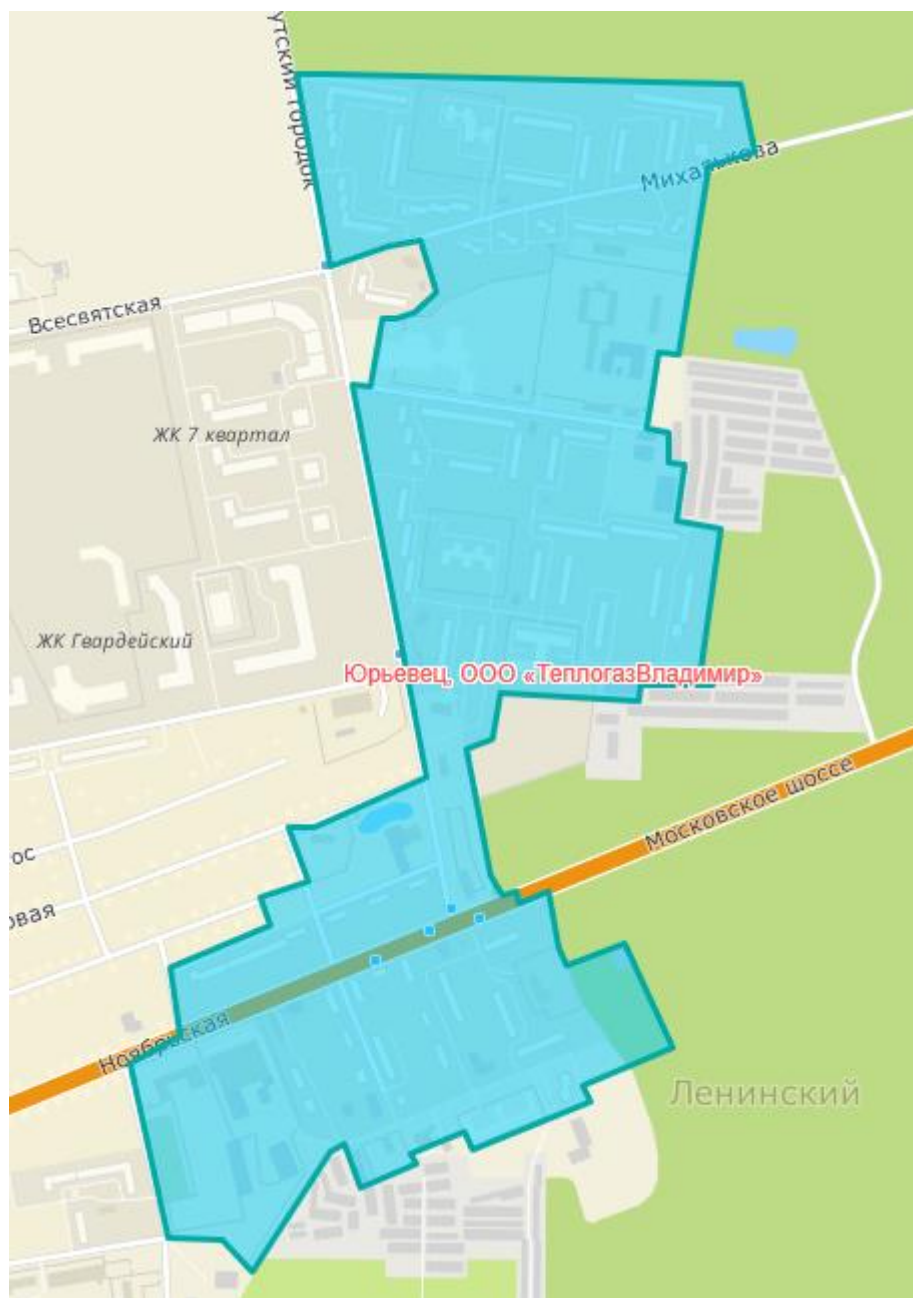 утский городок
Михалькова
Всесвятская
ЖК 7 квартал
ЖК Гвардейский
Юрьевец, ООО «ТеплогазВладимир»
Московское шоссе
ос
овая
Ноябрьская
Ленинский